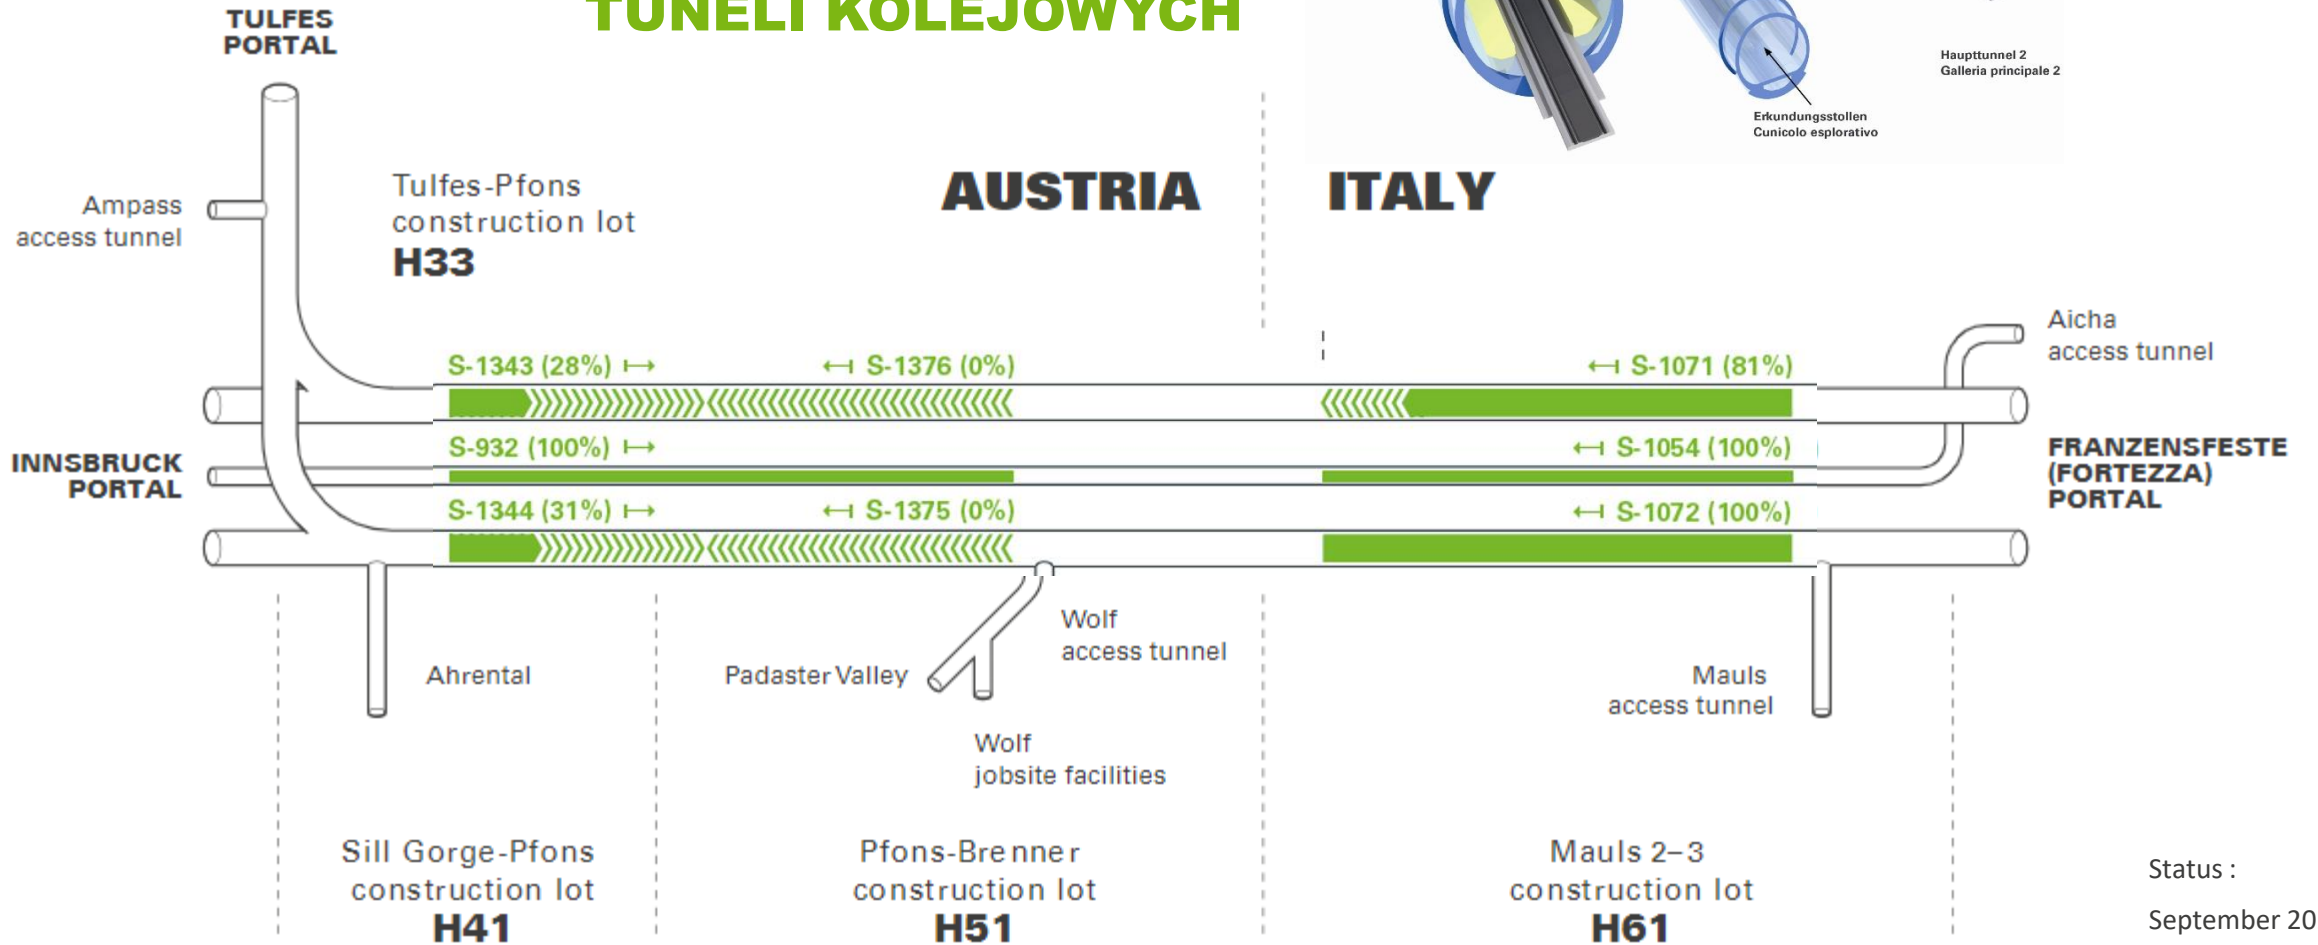 TUNELI KOLEJOWYCH
TULFES
PORTAL
Haupttunnel 2
Galleria principale 2
Erkundungsstollen
Cunicolo esplorativo
Ampass
access tunnel
Tulfes-Pfons
construction lot
H33
AUSTRIA
ITALY
Aicha
access tunnel
S-1343 (28%) ↦
↤ S-1376 (0%)
↤ S-1071 (81%)
S-932 (100%) ↦
↤ S-1054 (100%)
INNSBRUCK
PORTAL
FRANZENSFESTE
(FORTEZZA)
PORTAL
S-1344 (31%) ↦
↤ S-1375 (0%)
↤ S-1072 (100%)
Ahrental
Padaster Valley
Wolf
access tunnel
Mauls
access tunnel
Wolf
jobsite facilities
Sill Gorge-Pfons
construction lot
H41
Pfons-Brenner
construction lot
H51
Mauls 2–3
construction lot
H61
Status :
September 20